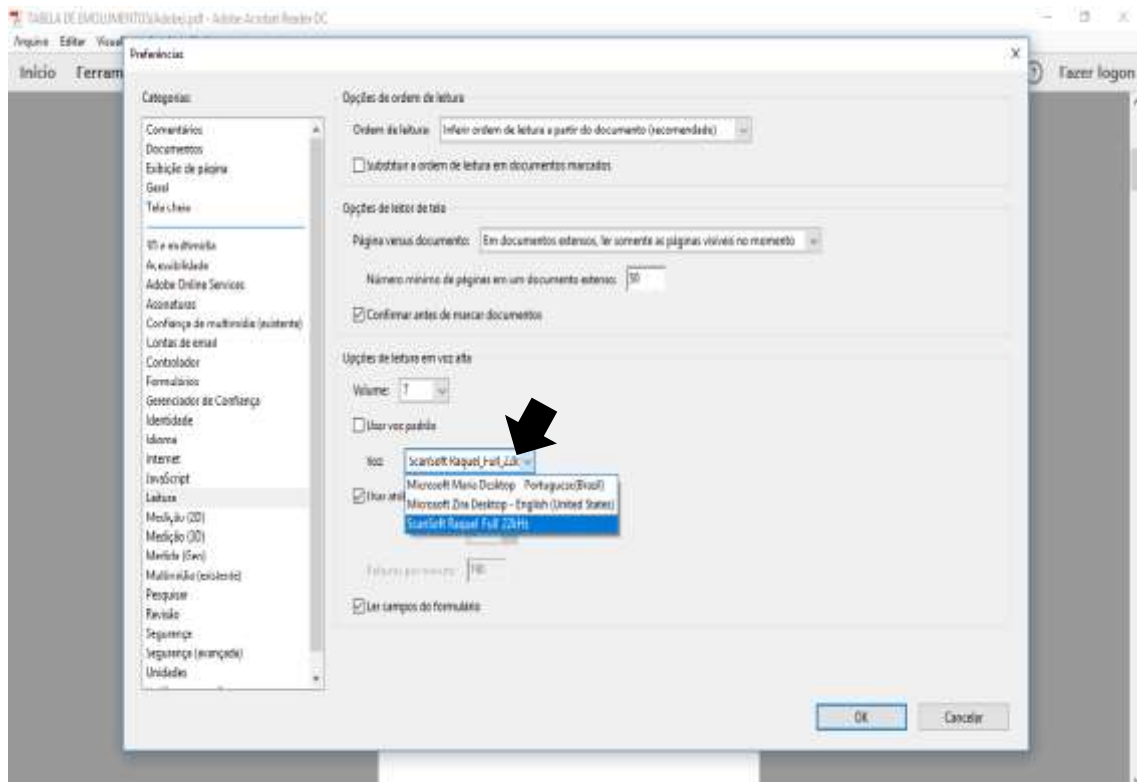 TABELA DE EMOLUMENTOS(Adobe).pdf - Adobe Acrobat Reader DC
Arquivo Editar
Início
Fazer logon
Preferências
Categorias:
Comentários
Documentos
Exibição de página
Geral
Tela cheia
3D e multimídia
Acessibilidade
Adobe Online Services
Assinaturas
Confiança de multimídia (existente)
Contas de email
Controlador
Formulários
Gerenciador de Confiança
Identidade
Idioma
Internet
JavaScript
Leitura
Medição (2D)
Medição (3D)
Medida (Geo)
Multimídia (existente)
Pesquisar
Revisão
Segurança
Segurança (avançada)
Unidades
Opções de ordem de leitura
Ordem de leitura: Inferir ordem de leitura a partir do documento (recomendado)
Substituir a ordem de leitura em documentos marcados
Opções de leitor de tela
Página versus documento: Em documentos extensos, ler somente as páginas visíveis no momento
Número mínimo de páginas em um documento extenso: 50
Confirmar antes de marcar documentos
Opções de leitura em voz alta
Volume: 7
Usar voz padrão
Voz: ScanSoft Raquel_Full_22k
Microsoft Maria Desktop - Portuguese(Brazil)
Usar
Microsoft Zira Desktop - English (United States)
ScanSoft Raquel_Full_22kHz
Palavras por minuto: 190
Ler campos do formulário
OK
Cancelar